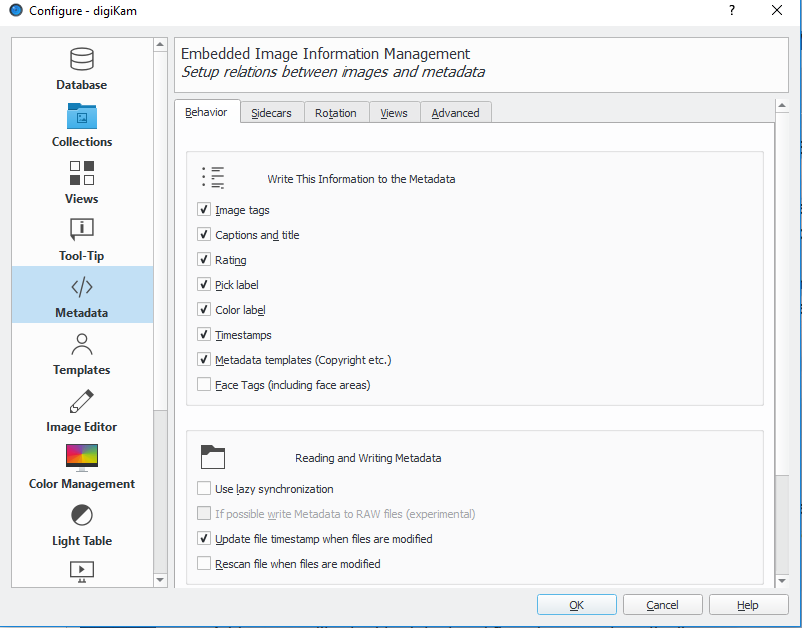 Configure - digiKam
?
Database
Collections
Views
Tool-Tip
Metadata
Templates
Image Editor
Color Management
Light Table
Embedded Image Information Management
Setup relations between images and metadata
Behavior Sidecars Rotation Views Advanced
Write This Information to the Metadata
Image tags
Captions and title
Rating
Pick label
Color label
Timestamps
Metadata templates (Copyright etc.)
Face Tags (including face areas)
Reading and Writing Metadata
Use lazy synchronization
If possible write Metadata to RAW files (experimental)
Update file timestamp when files are modified
Rescan file when files are modified
OK Cancel Help